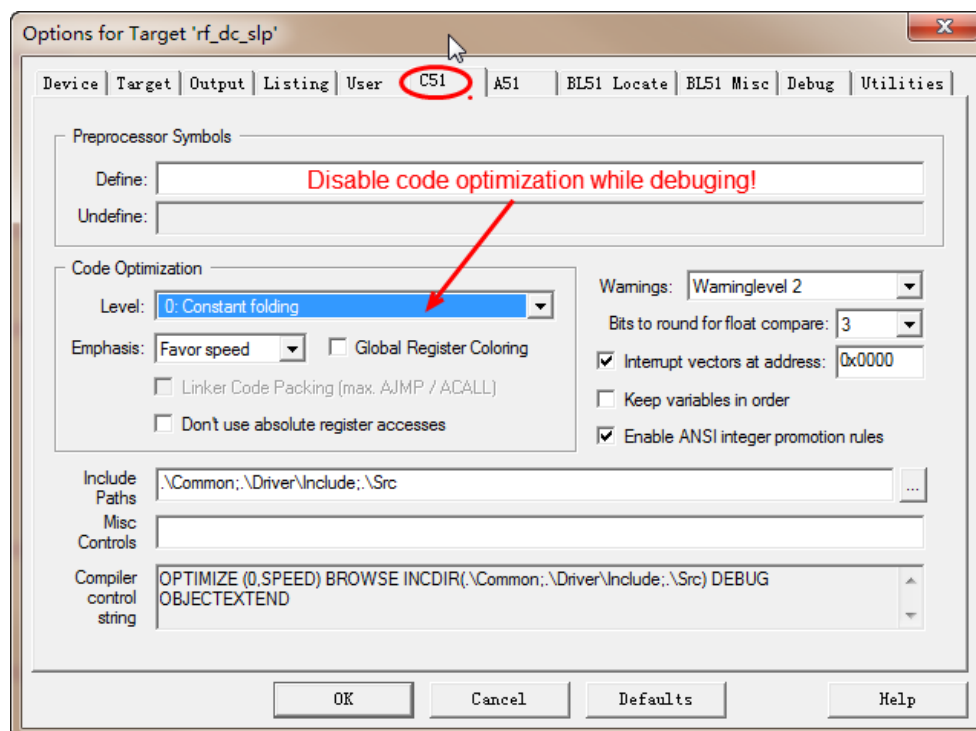 Options for Target 'rf_dc_slp'
Device Target Output Listing User C51 A51 BL51 Locate BL51 Misc Debug Utilities
Preprocessor Symbols
Define:
Disable code optimization while debuging!
Undefine:
Code Optimization
Level: 0: Constant folding
Emphasis: Favor speed Global Register Coloring
Linker Code Packing (max. AJMP / ACALL)
Don't use absolute register accesses
Warnings: Warninglevel 2
Bits to round for float compare: 3
Interrupt vectors at address: 0x0000
Keep variables in order
Enable ANSI integer promotion rules
Include Paths
.\Common;.\Driver\Include;.\Src
...
Misc Controls
Compiler control string
OPTIMIZE (0,SPEED) BROWSE INCDIR(.\Common;.\Driver\Include;.\Src) DEBUG
OBJECTEXTEND
OK Cancel Defaults Help